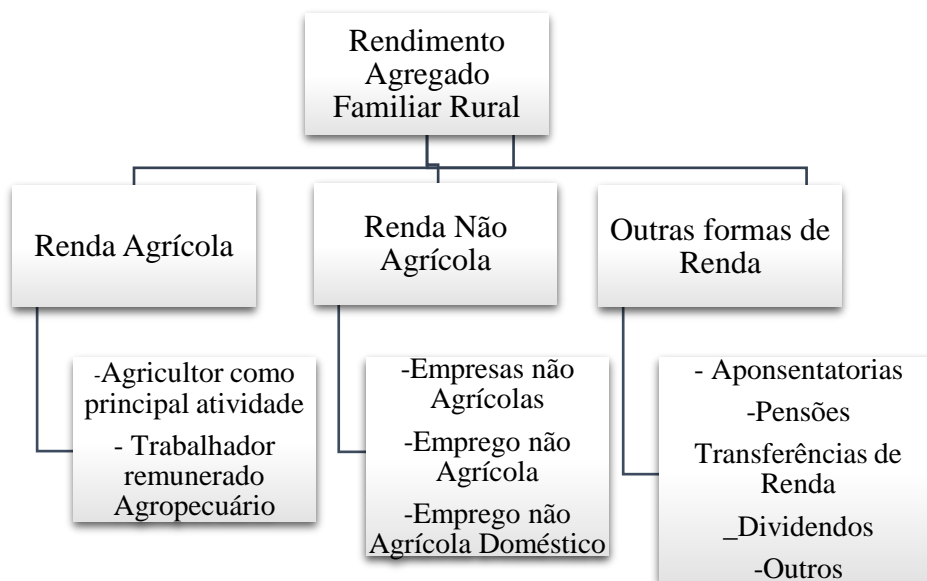 Rendimento
Agregado
Familiar Rural
Renda Agrícola
Renda Não
Agrícola
Outras formas de
Renda
-Agricultor como
principal atividade
- Trabalhador
remunerado
Agropecuário
-Empresas não
Agrícolas
-Emprego não
Agrícola
-Emprego não
Agrícola Doméstico
- Aponsentatorias
-Pensões
Transferências de
Renda
_Dividendos
-Outros